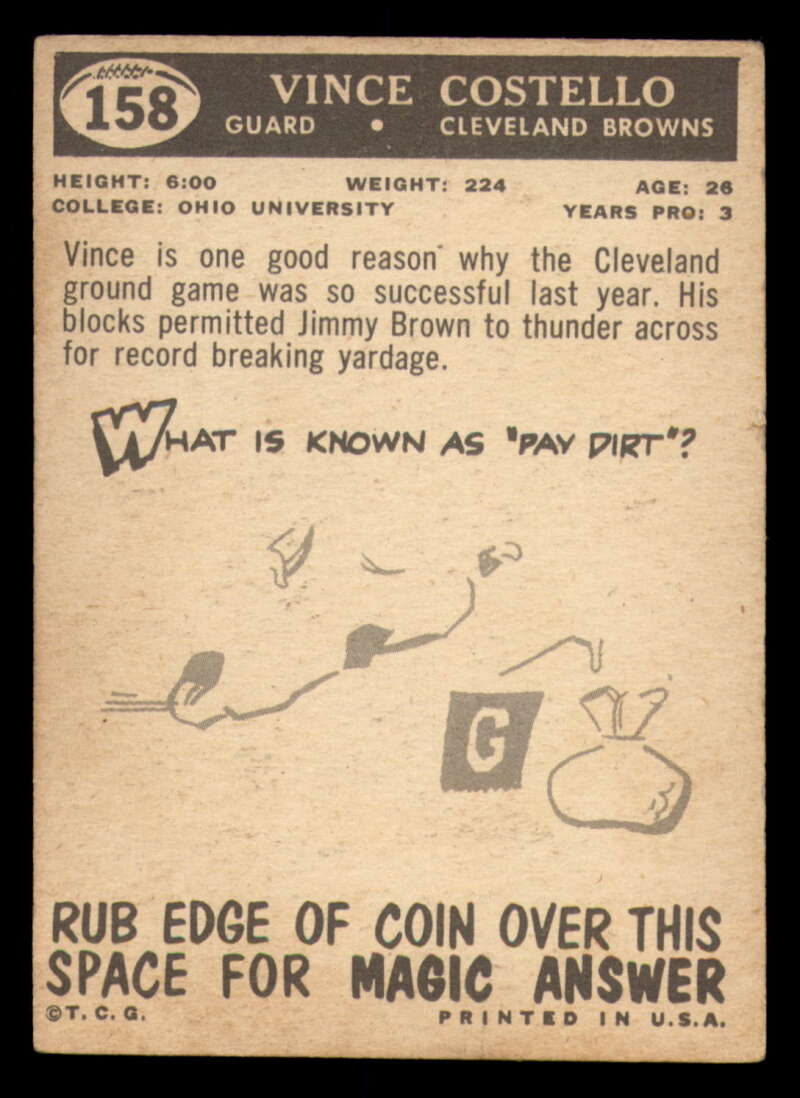 158
VINCE COSTELLO
GUARD • CLEVELAND BROWNS
HEIGHT: 6:00 WEIGHT: 224 AGE: 26
COLLEGE: OHIO UNIVERSITY YEARS PRO: 3
Vince is one good reason why the Cleveland
ground game was so successful last year. His
blocks permitted Jimmy Brown to thunder across
for record breaking yardage.
WHAT IS KNOWN AS "PAY DIRT"?
G
RUB EDGE OF COIN OVER THIS
SPACE FOR MAGIC ANSWER
©T.C.G. PRINTED IN U.S.A.